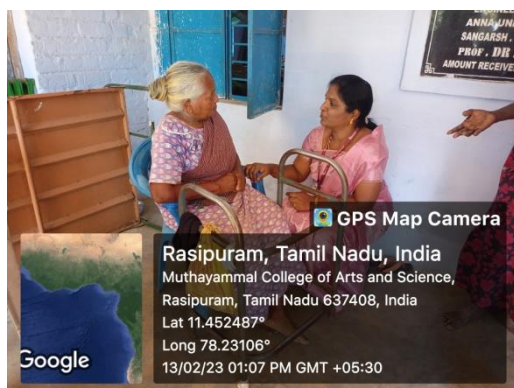 ANNA UNI
SANGARSH
PROF. DR
AMOUNT RECEIVE
GPS Map Camera
Rasipuram, Tamil Nadu, India
Muthayammal College of Arts and Science,
Rasipuram, Tamil Nadu 637408, India
Lat 11.452487°
Long 78.23106°
13/02/23 01:07 PM GMT +05:30
Google